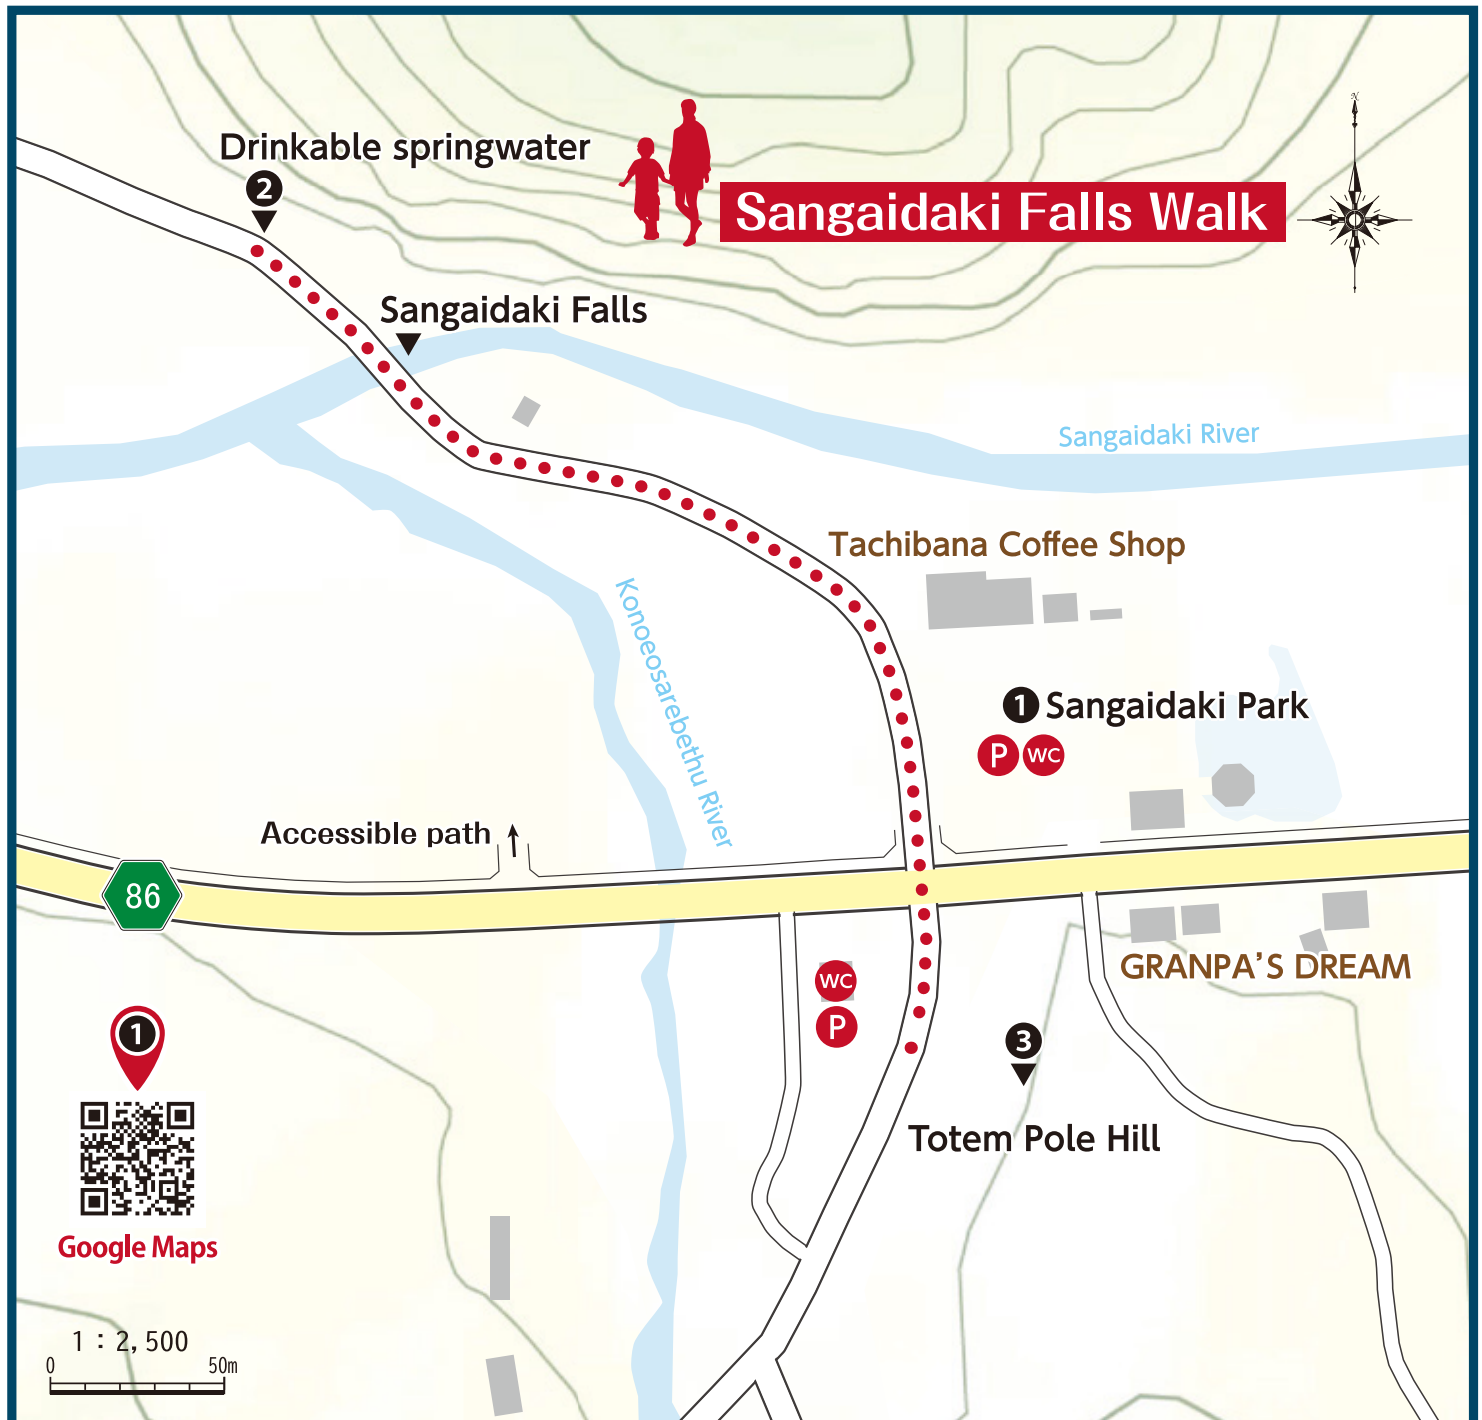 N
Drinkable springwater
2
Sangaidaki Falls Walk
Sangaidaki Falls
Sangaidaki River
Tachibana Coffee Shop
Konoeosarebethu River
1 Sangaidaki Park
P WC
Accessible path
86
WC
P
GRANPA'S DREAM
3
Totem Pole Hill
1
Google Maps
1 : 2,500
0 50m